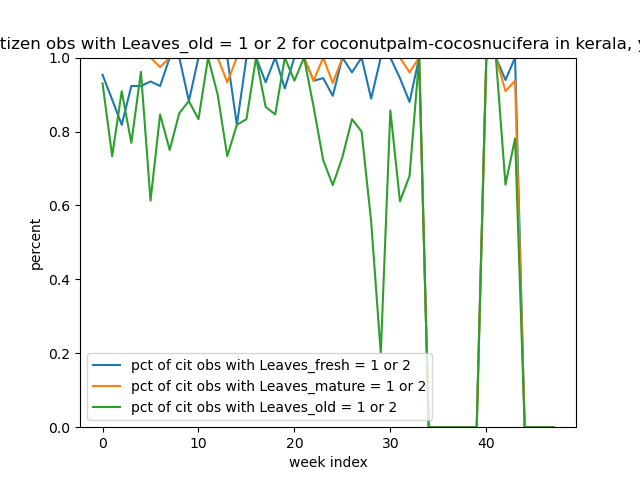 tizen obs with Leaves_old = 1 or 2 for coconutpalm-cocosnucifera in kerala,
percent
1.0
0.8
0.6
0.4
0.2
0.0
pct of cit obs with Leaves_fresh = 1 or 2
pct of cit obs with Leaves_mature = 1 or 2
pct of cit obs with Leaves_old = 1 or 2
0 10 20 30 40
week index